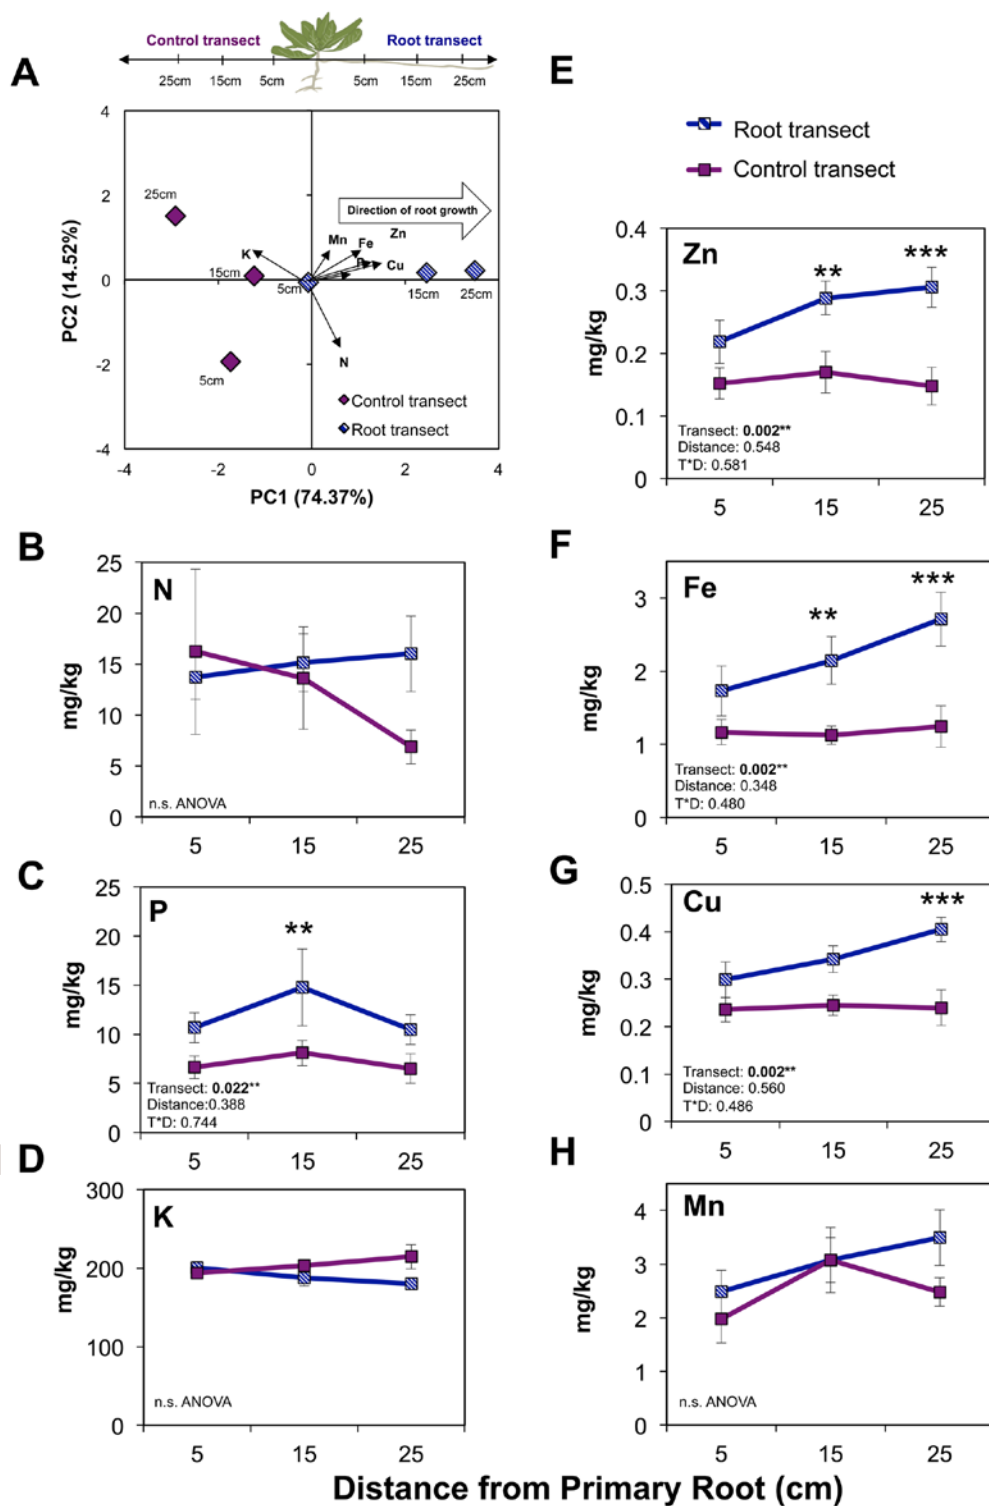 Control transect
Root transect
A
25cm 15cm 5cm 5cm 15cm 25cm
4
2
0
-2
-4
-4 -2 0 2 4
PC2 (14.52%)
PC1 (74.37%)
25cm
15cm
5cm
5cm
15cm
25cm
Direction of root growth
K
Mn
Fe
Zn
Cu
N
Control transect
Root transect
B
N
25
20
15
10
5
0
mg/kg
n.s. ANOVA
5 15 25
C
P
25
20
15
10
5
0
mg/kg
**
Transect: 0.022**
Distance:0.388
T*D: 0.744
5 15 25
D
K
300
200
100
0
mg/kg
n.s. ANOVA
5 15 25
E
Root transect
Control transect
Zn
0.4
0.3
0.2
0.1
0
mg/kg
**
***
Transect: 0.002**
Distance: 0.548
T*D: 0.581
5 15 25
F
Fe
3
2
1
0
mg/kg
**
***
Transect: 0.002**
Distance: 0.348
T*D: 0.480
5 15 25
G
Cu
0.5
0.4
0.3
0.2
0.1
0
mg/kg
***
Transect: 0.002**
Distance: 0.560
T*D: 0.486
5 15 25
H
Mn
4
3
2
1
0
mg/kg
n.s. ANOVA
5 15 25
Distance from Primary Root (cm)